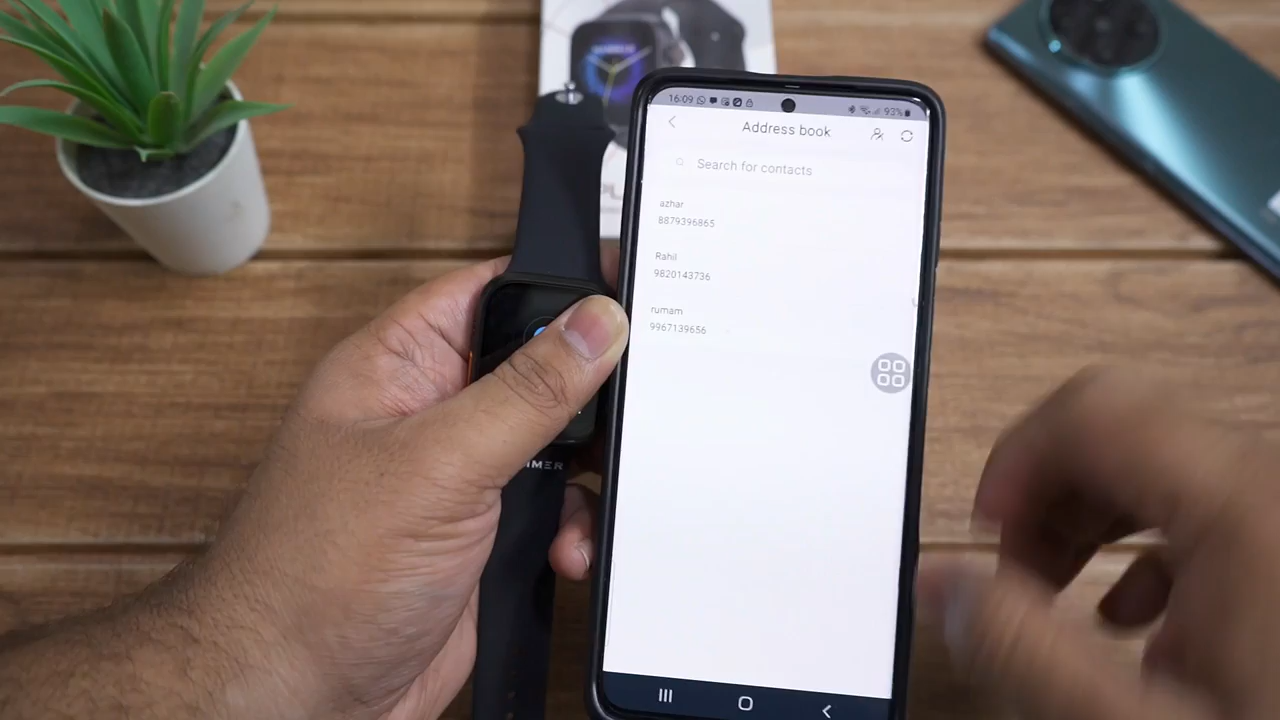 16:09
93%
Address book
Search for contacts
azhar
8879396865
Rahil
9820143736
rumam
9967139656